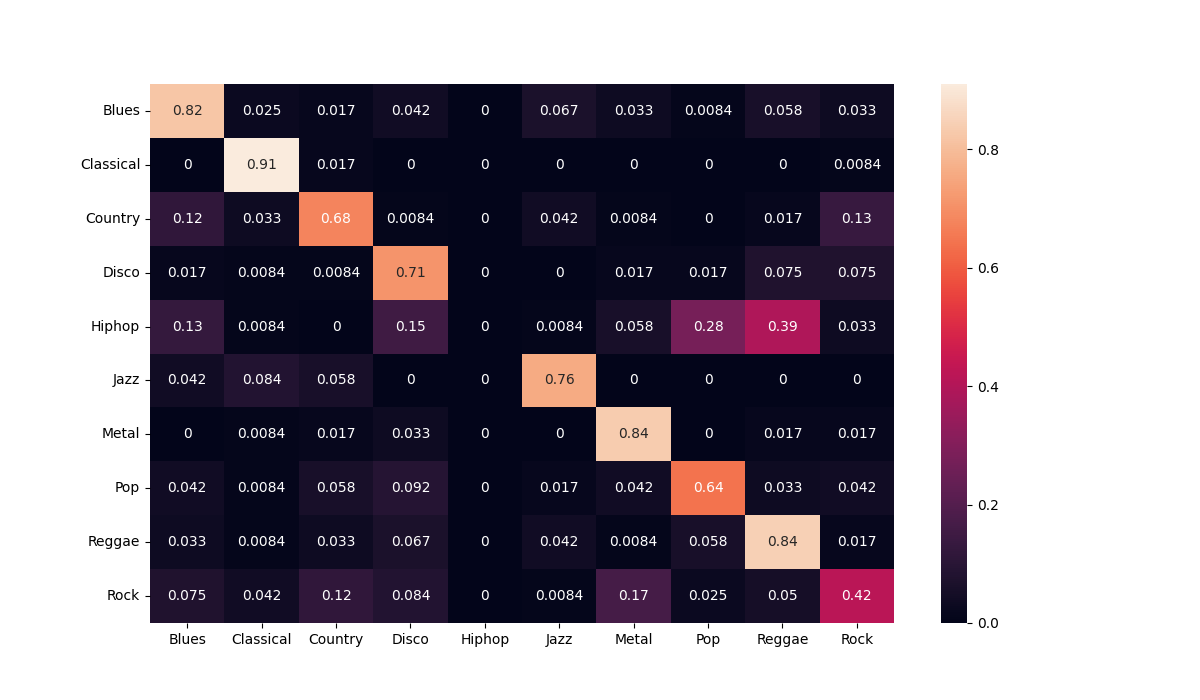 Blues 0.82 0.025 0.017 0.042 0 0.067 0.033 0.0084 0.058 0.033
Classical 0 0.91 0.017 0 0 0 0 0 0 0.0084
Country 0.12 0.033 0.68 0.0084 0 0.042 0.0084 0 0.017 0.13
Disco 0.017 0.0084 0.0084 0.71 0 0 0.017 0.017 0.075 0.075
Hiphop 0.13 0.0084 0 0.15 0 0.0084 0.058 0.28 0.39 0.033
Jazz 0.042 0.084 0.058 0 0 0.76 0 0 0 0
Metal 0 0.0084 0.017 0.033 0 0 0.84 0 0.017 0.017
Pop 0.042 0.0084 0.058 0.092 0 0.017 0.042 0.64 0.033 0.042
Reggae 0.033 0.0084 0.033 0.067 0 0.042 0.0084 0.058 0.84 0.017
Rock 0.075 0.042 0.12 0.084 0 0.0084 0.17 0.025 0.05 0.42
Blues Classical Country Disco Hiphop Jazz Metal Pop Reggae Rock
0.8
0.6
0.4
0.2
0.0